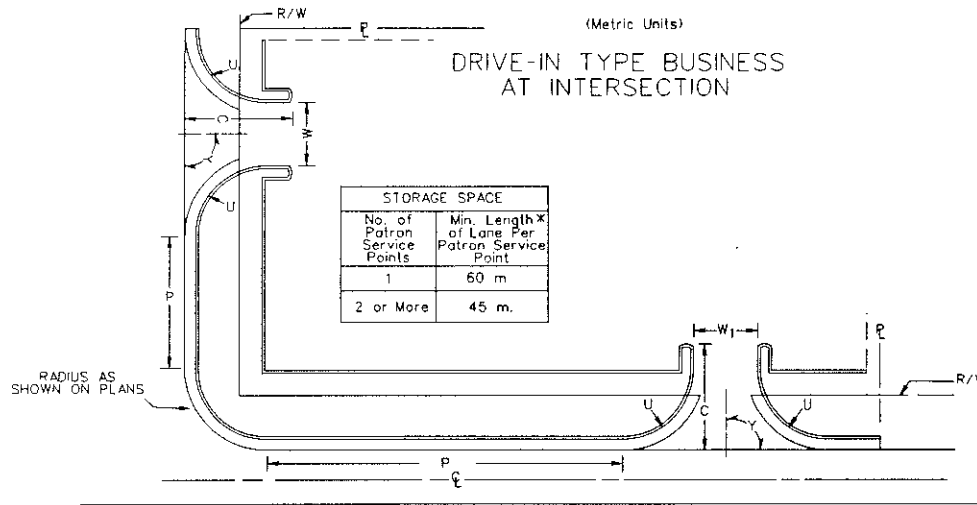 R/W
(Metric Units)
℄
DRIVE-IN TYPE BUSINESS
AT INTERSECTION
U
C
W
Y
U
STORAGE SPACE
No. of Patron Service Points
Min. Length* of Lane Per Patron Service Point
1
60 m
2 or More
45 m.
P
W1
RADIUS AS
SHOWN ON PLANS
R/
U
C
Y
U
P
℄